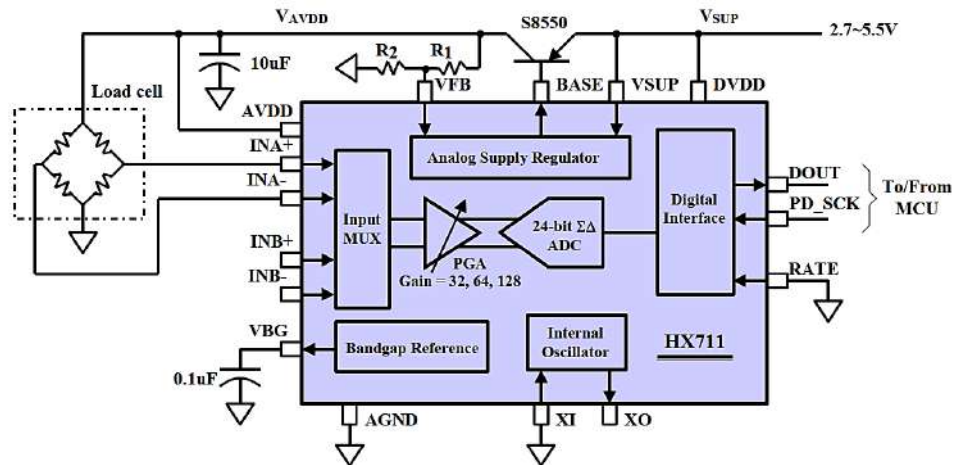 V_AVDD
S8550
V_SUP
2.7~5.5V
10uF
R2
R1
VFB
BASE
VSUP
DVDD
Load cell
AVDD
INA+
INA-
INB+
INB-
VBG
0.1uF
Analog Supply Regulator
Input
MUX
PGA
Gain = 32, 64, 128
24-bit ΣΔ
ADC
Digital
Interface
DOUT
PD_SCK
To/From
MCU
RATE
Bandgap Reference
Internal
Oscillator
HX711
AGND
XI
XO